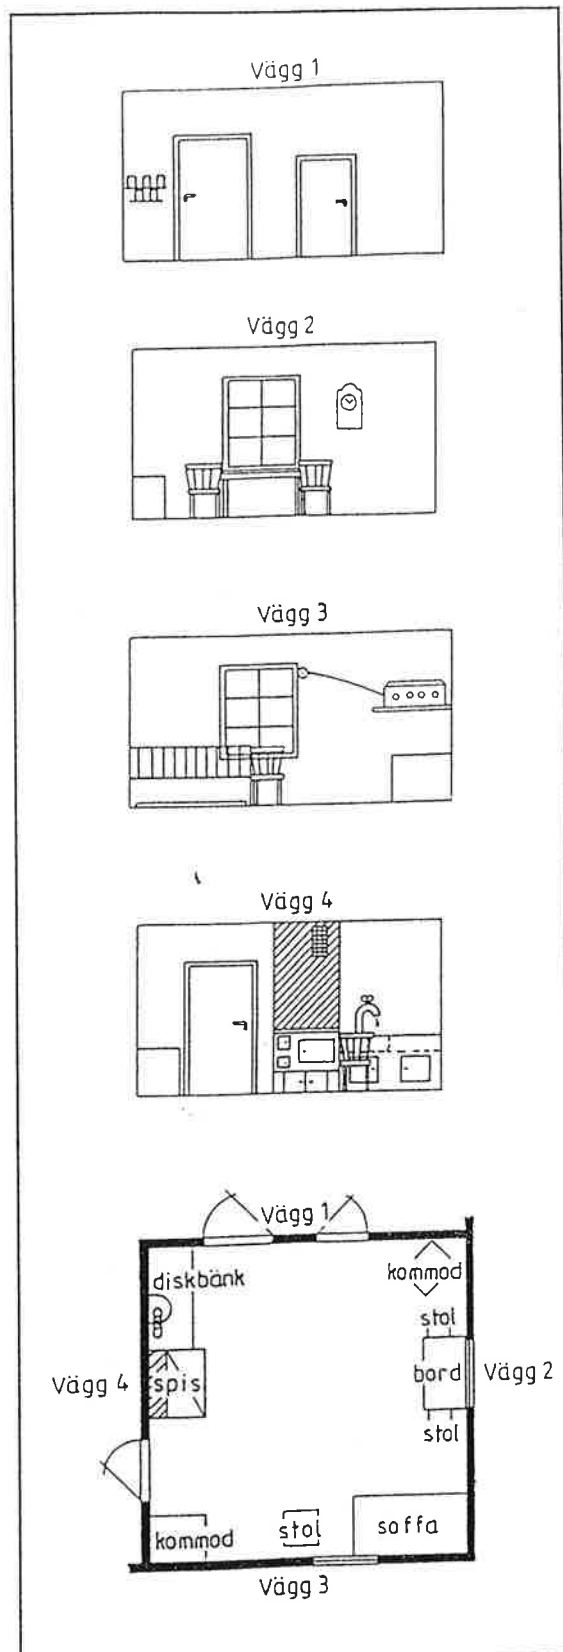 Vägg 1
Vägg 2
Vägg 3
Vägg 4
Vägg 1
diskbänk
kommod
stol
Vägg 4
spis
bord
Vägg 2
stol
kommod
stol
soffa
Vägg 3